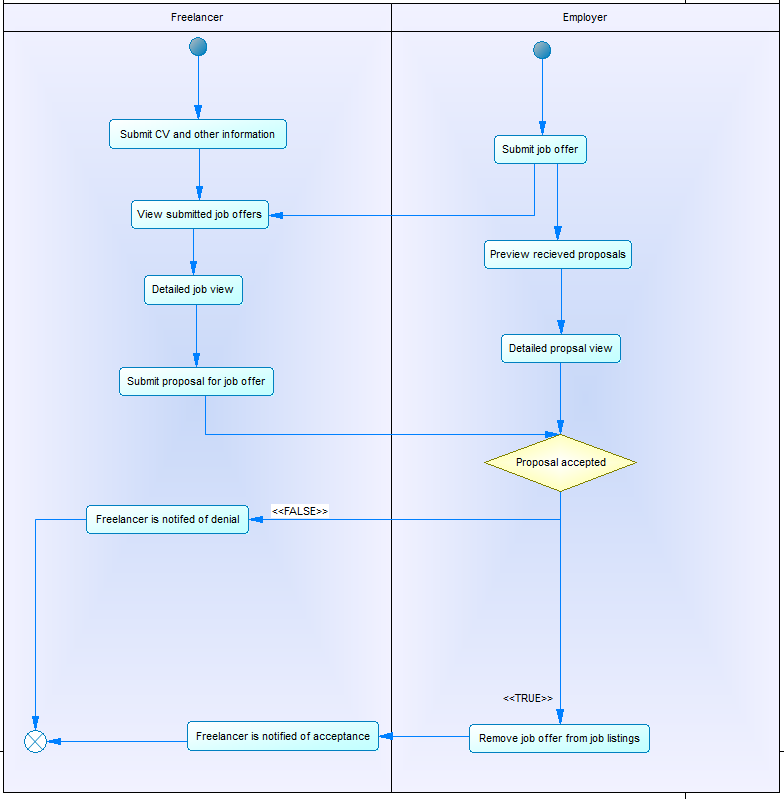 Freelancer
Employer
Submit CV and other information
Submit job offer
View submitted job offers
Preview recieved proposals
Detailed job view
Detailed propsal view
Submit proposal for job offer
Proposal accepted
<<FALSE>>
Freelancer is notifed of denial
<<TRUE>>
Freelancer is notified of acceptance
Remove job offer from job listings